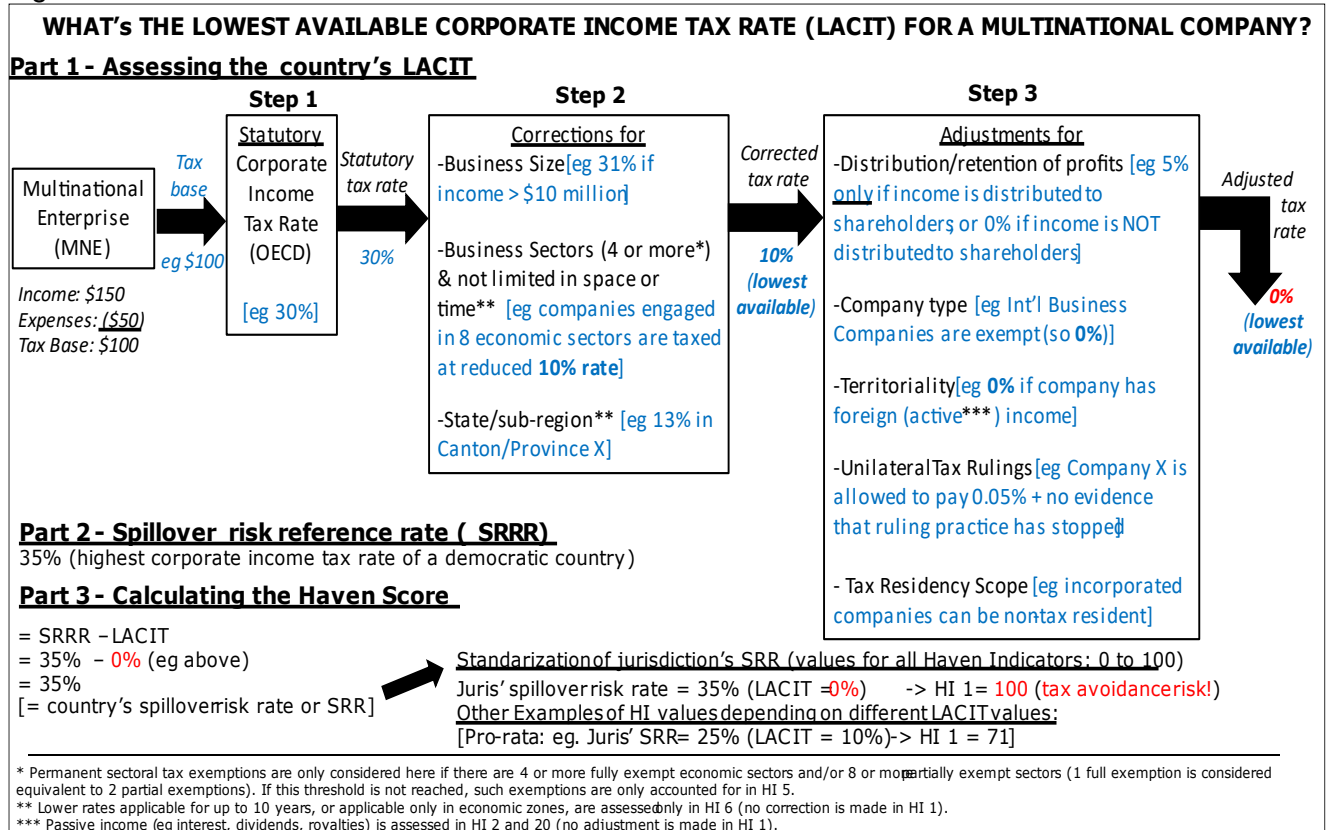 WHAT's THE LOWEST AVAILABLE CORPORATE INCOME TAX RATE (LACIT) FOR A MULTINATIONAL COMPANY?
Part 1 - Assessing the country's LACIT
Step 1
Step 2
Step 3
Multinational
Enterprise
(MNE)
Income: $150
Expenses: ($50)
Tax Base: $100
Tax
base
eg $100
Statutory
Corporate
Income
Tax Rate
(OECD)
[eg 30%]
Statutory
tax rate
30%
Corrections for
-Business Size[eg 31% if
income > $10 million]
-Business Sectors (4 or more*)
& not limited in space or
time** [eg companies engaged
in 8 economic sectors are taxed
at reduced 10% rate]
-State/sub-region** [eg 13% in
Canton/Province X]
Corrected
tax rate
10%
(lowest
available)
Adjustments for
-Distribution/retention of profits [eg 5%
only if income is distributed to
shareholders, or 0% if income is NOT
distributed to shareholders]
-Company type [eg Int'l Business
Companies are exempt (so 0%)]
-Territoriality[eg 0% if company has
foreign (active***) income]
-Unilateral Tax Rulings [eg Company X is
allowed to pay 0.05% + no evidence
that ruling practice has stopped]
- Tax Residency Scope [eg incorporated
companies can be non-tax resident]
Adjusted
tax
rate
0%
(lowest
available)
Part 2 - Spillover risk reference rate ( SRRR)
35% (highest corporate income tax rate of a democratic country)
Part 3 - Calculating the Haven Score
= SRRR – LACIT
= 35% – 0% (eg above)
= 35%
[= country's spillover risk rate or SRR]
Standarization of jurisdiction's SRR (values for all Haven Indicators: 0 to 100)
Juris' spillover risk rate = 35% (LACIT =0%) -> HI 1= 100 (tax avoidance risk!)
Other Examples of HI values depending on different LACIT values:
[Pro-rata: eg. Juris' SRR= 25% (LACIT = 10%)-> HI 1 = 71]
* Permanent sectoral tax exemptions are only considered here if there are 4 or more fully exempt economic sectors and/or 8 or more partially exempt sectors (1 full exemption is considered
equivalent to 2 partial exemptions). If this threshold is not reached, such exemptions are only accounted for in HI 5.
** Lower rates applicable for up to 10 years, or applicable only in economic zones, are assessed only in HI 6 (no correction is made in HI 1).
*** Passive income (eg interest, dividends, royalties) is assessed in HI 2 and 20 (no adjustment is made in HI 1).